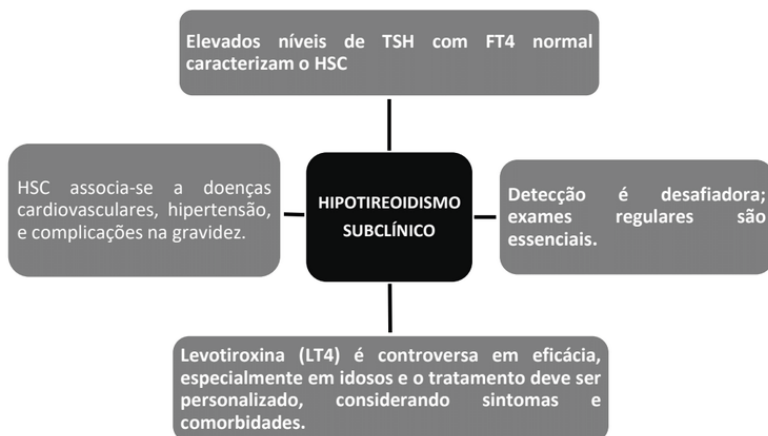 Elevados níveis de TSH com FT4 normal
caracterizam o HSC
HSC associa-se a doenças
cardiovasculares, hipertensão,
e complicações na gravidez.
HIPOTIREOIDISMO
SUBCLÍNICO
Detecção é desafiadora;
exames regulares são
essenciais.
Levotiroxina (LT4) é controversa em eficácia,
especialmente em idosos e o tratamento deve ser
personalizado, considerando sintomas e
comorbidades.